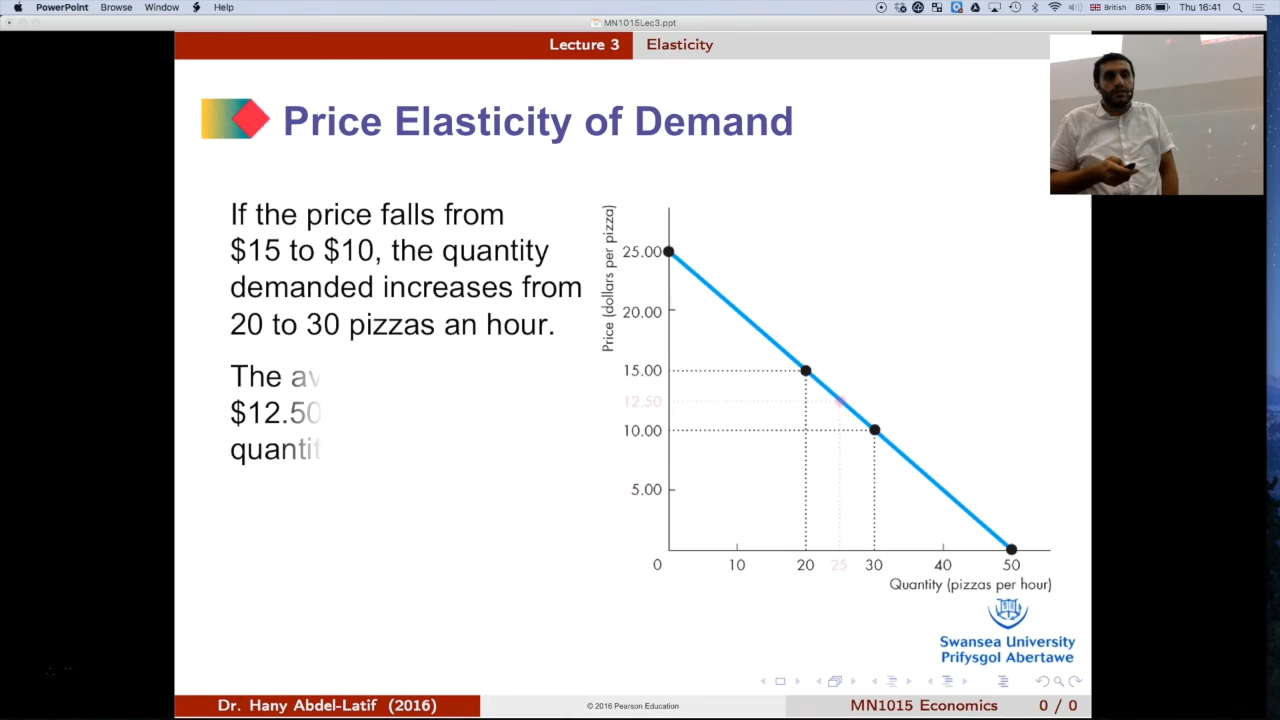 PowerPoint Browse Window Help British 86% Thu 16:41
MN1015Lec3.ppt
Lecture 3 Elasticity
Price Elasticity of Demand
If the price falls from
$15 to $10, the quantity
demanded increases from
20 to 30 pizzas an hour.
The av
$12.50
quantit
Price (dollars per pizza)
25.00
20.00
15.00
12.50
10.00
5.00
0 10 20 25 30 40 50
Quantity (pizzas per hour)
Swansea University
Prifysgol Abertawe
Dr. Hany Abdel-Latif (2016) © 2016 Pearson Education MN1015 Economics 0 / 0